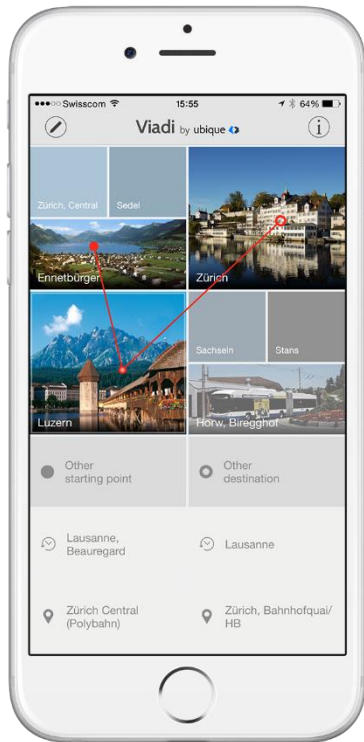 Swisscom 15:55 64%
Viadi by ubique
Zürich, Central Sedel
Ennetbürgen Zürich
Sachseln Stans
Luzern Horw, Biregghof
Other
starting point
Other
destination
Lausanne,
Beauregard
Lausanne
Zürich Central
(Polybahn)
Zürich, Bahnhofquai/
HB